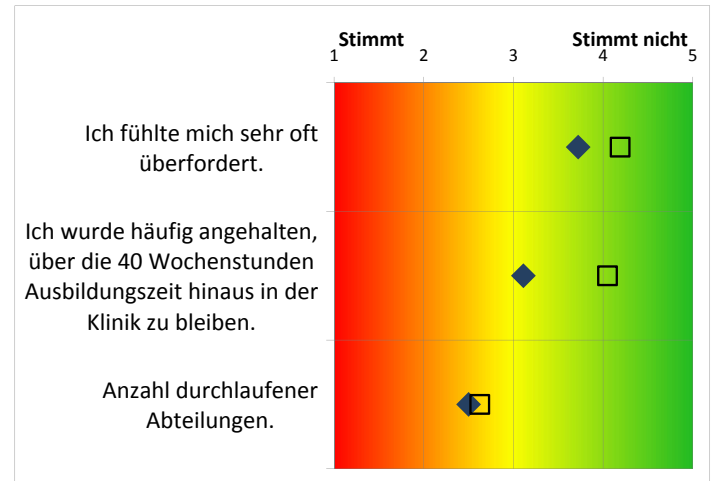 Stimmt Stimmt nicht
1 2 3 4 5
Ich fühlte mich sehr oft
überfordert.
Ich wurde häufig angehalten,
über die 40 Wochenstunden
Ausbildungszeit hinaus in der
Klinik zu bleiben.
Anzahl durchlaufener
Abteilungen.